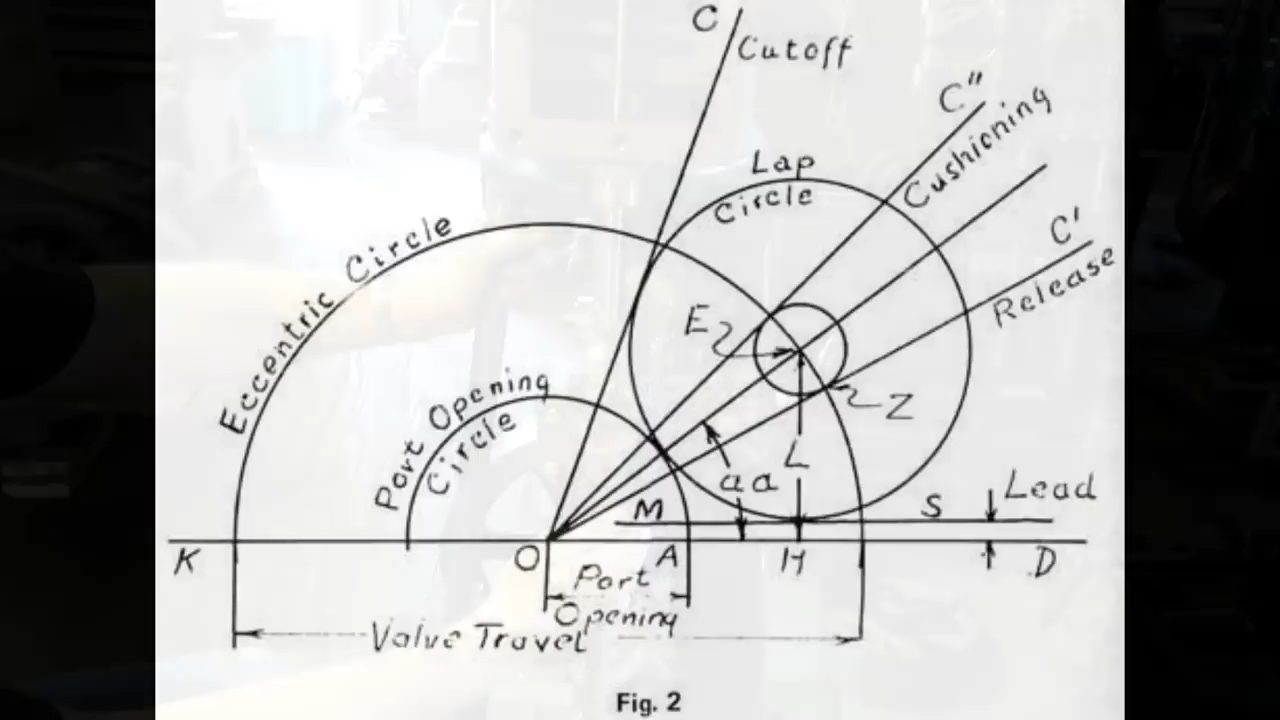 C
Cutoff
C"
Cushioning
Lap
Circle
C'
Release
Eccentric Circle
E
Port Opening
Circle
Z
L
aa
M
S
Lead
K
O
A
H
D
Port
Opening
Valve Travel
Fig. 2